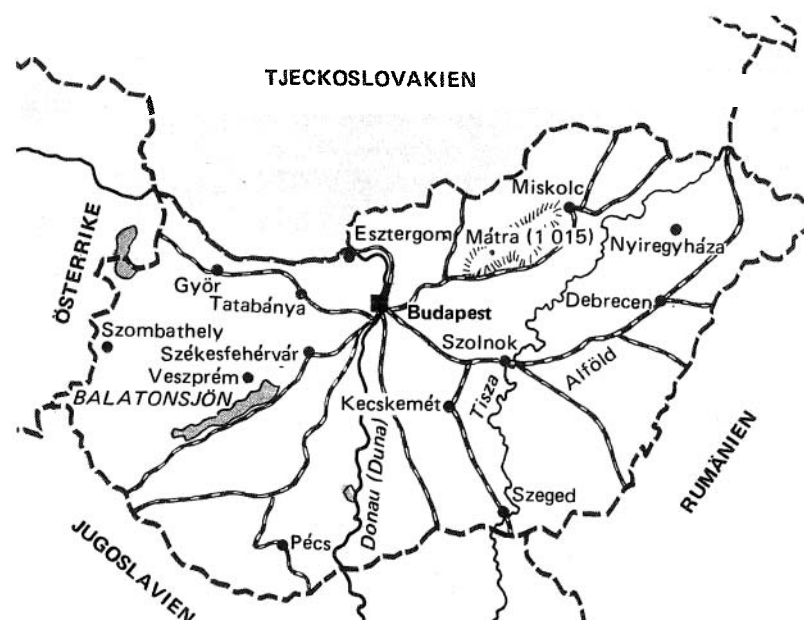 TJECKOSLOVAKIEN
Miskolc
ÖSTERRIKE
Esztergom
Mátra (1 015)
Nyiregyháza
Györ
Tatabánya
Budapest
Debrecen
Szombathely
Szolnok
Székesfehérvár
Veszprém
Alföld
BALATONSJÖN
Kecskemét
Tisza
RUMÄNIEN
Donau (Duna)
Szeged
JUGOSLAVIEN
Pécs